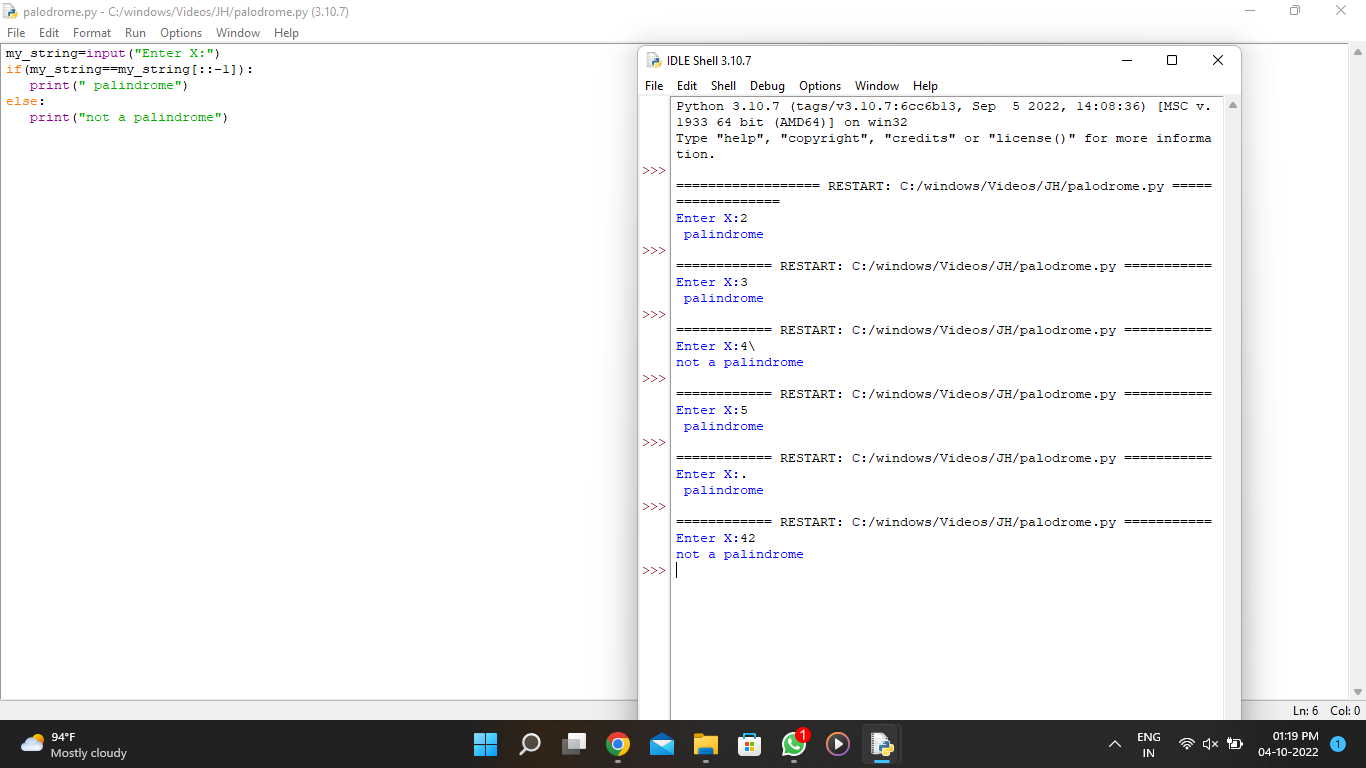 palodrome.py - C:/windows/Videos/JH/palodrome.py (3.10.7)
File Edit Format Run Options Window Help
my_string=input("Enter X:")
if(my_string==my_string[::-1]):
   print(" palindrome")
else:
   print("not a palindrome")
IDLE Shell 3.10.7
File Edit Shell Debug Options Window Help
Python 3.10.7 (tags/v3.10.7:6cc6b13, Sep  5 2022, 14:08:36) [MSC v.
1933 64 bit (AMD64)] on win32
Type "help", "copyright", "credits" or "license()" for more informa
tion.
>>>
================== RESTART: C:/windows/Videos/JH/palodrome.py =====
=============
Enter X:2
 palindrome
>>>
============ RESTART: C:/windows/Videos/JH/palodrome.py ===========
Enter X:3
 palindrome
>>>
============ RESTART: C:/windows/Videos/JH/palodrome.py ===========
Enter X:4\
not a palindrome
>>>
============ RESTART: C:/windows/Videos/JH/palodrome.py ===========
Enter X:5
 palindrome
>>>
============ RESTART: C:/windows/Videos/JH/palodrome.py ===========
Enter X:.
 palindrome
>>>
============ RESTART: C:/windows/Videos/JH/palodrome.py ===========
Enter X:42
not a palindrome
>>>
Ln: 6 Col: 0
94°F
Mostly cloudy
1
ENG
IN
01:19 PM
04-10-2022
1